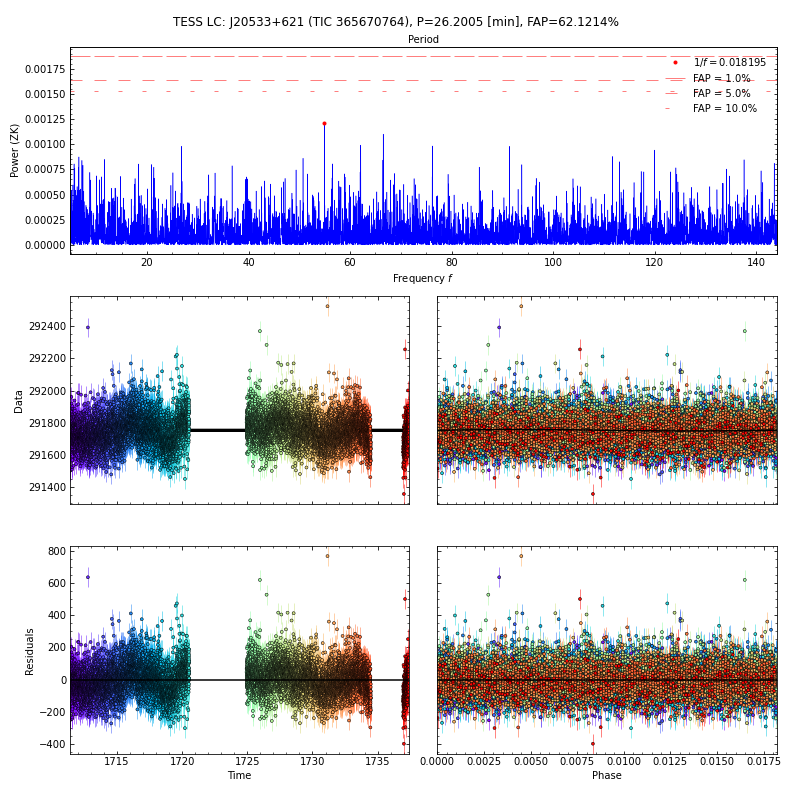 TESS LC: J20533+621 (TIC 365670764), P=26.2005 [min], FAP=62.1214%
Period
1/f = 0.018195
FAP = 1.0%
FAP = 5.0%
FAP = 10.0%
Power (ZK)
0.00175
0.00150
0.00125
0.00100
0.00075
0.00050
0.00025
0.00000
20 40 60 80 100 120 140
Frequency f
Data
292400
292200
292000
291800
291600
291400
Residuals
800
600
400
200
0
−200
−400
1715 1720 1725 1730 1735
Time
0.0000 0.0025 0.0050 0.0075 0.0100 0.0125 0.0150 0.0175
Phase